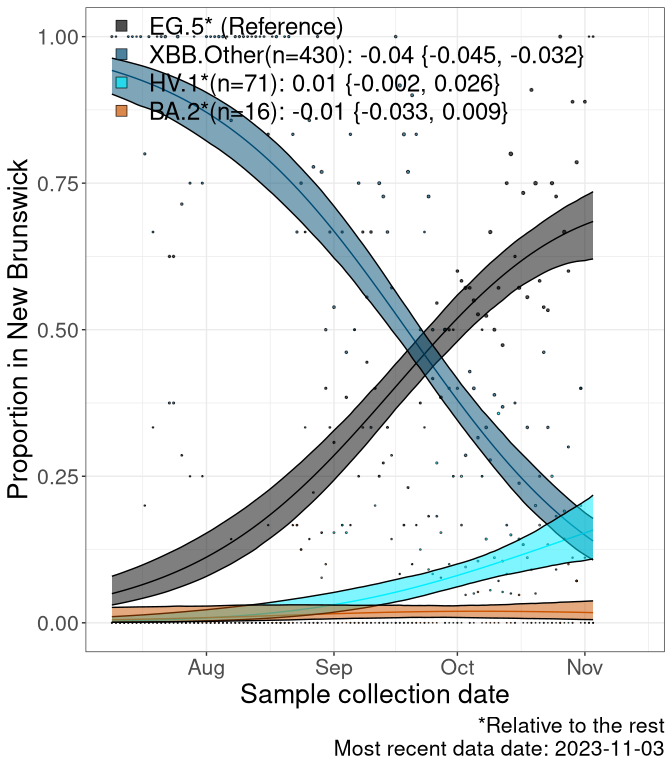 EG.5* (Reference)
XBB.Other(n=430): -0.04 {-0.045, -0.032}
HV.1*(n=71): 0.01 {-0.002, 0.026}
BA.2*(n=16): -0.01 {-0.033, 0.009}
1.00
0.75
0.50
0.25
0.00
Proportion in New Brunswick
Aug Sep Oct Nov
Sample collection date
*Relative to the rest
Most recent data date: 2023-11-03